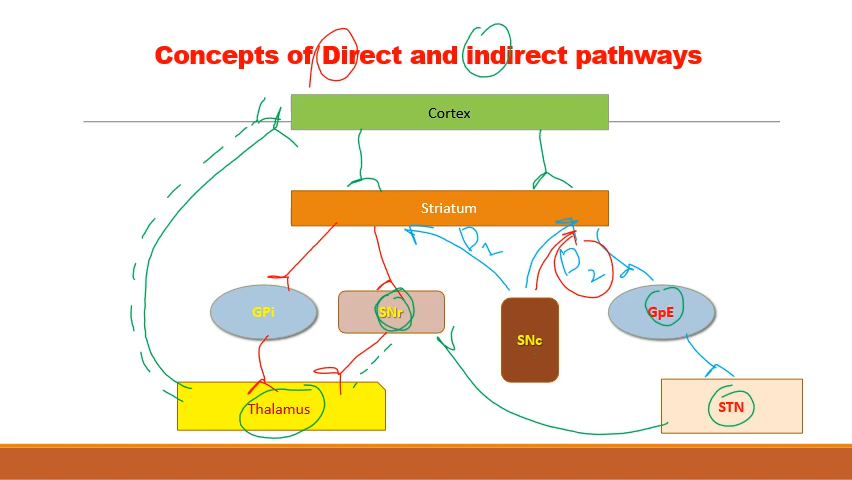 Concepts of Direct and indirect pathways
Cortex
Striatum
D1
D2
GPi
SNr
SNc
GpE
Thalamus
STN